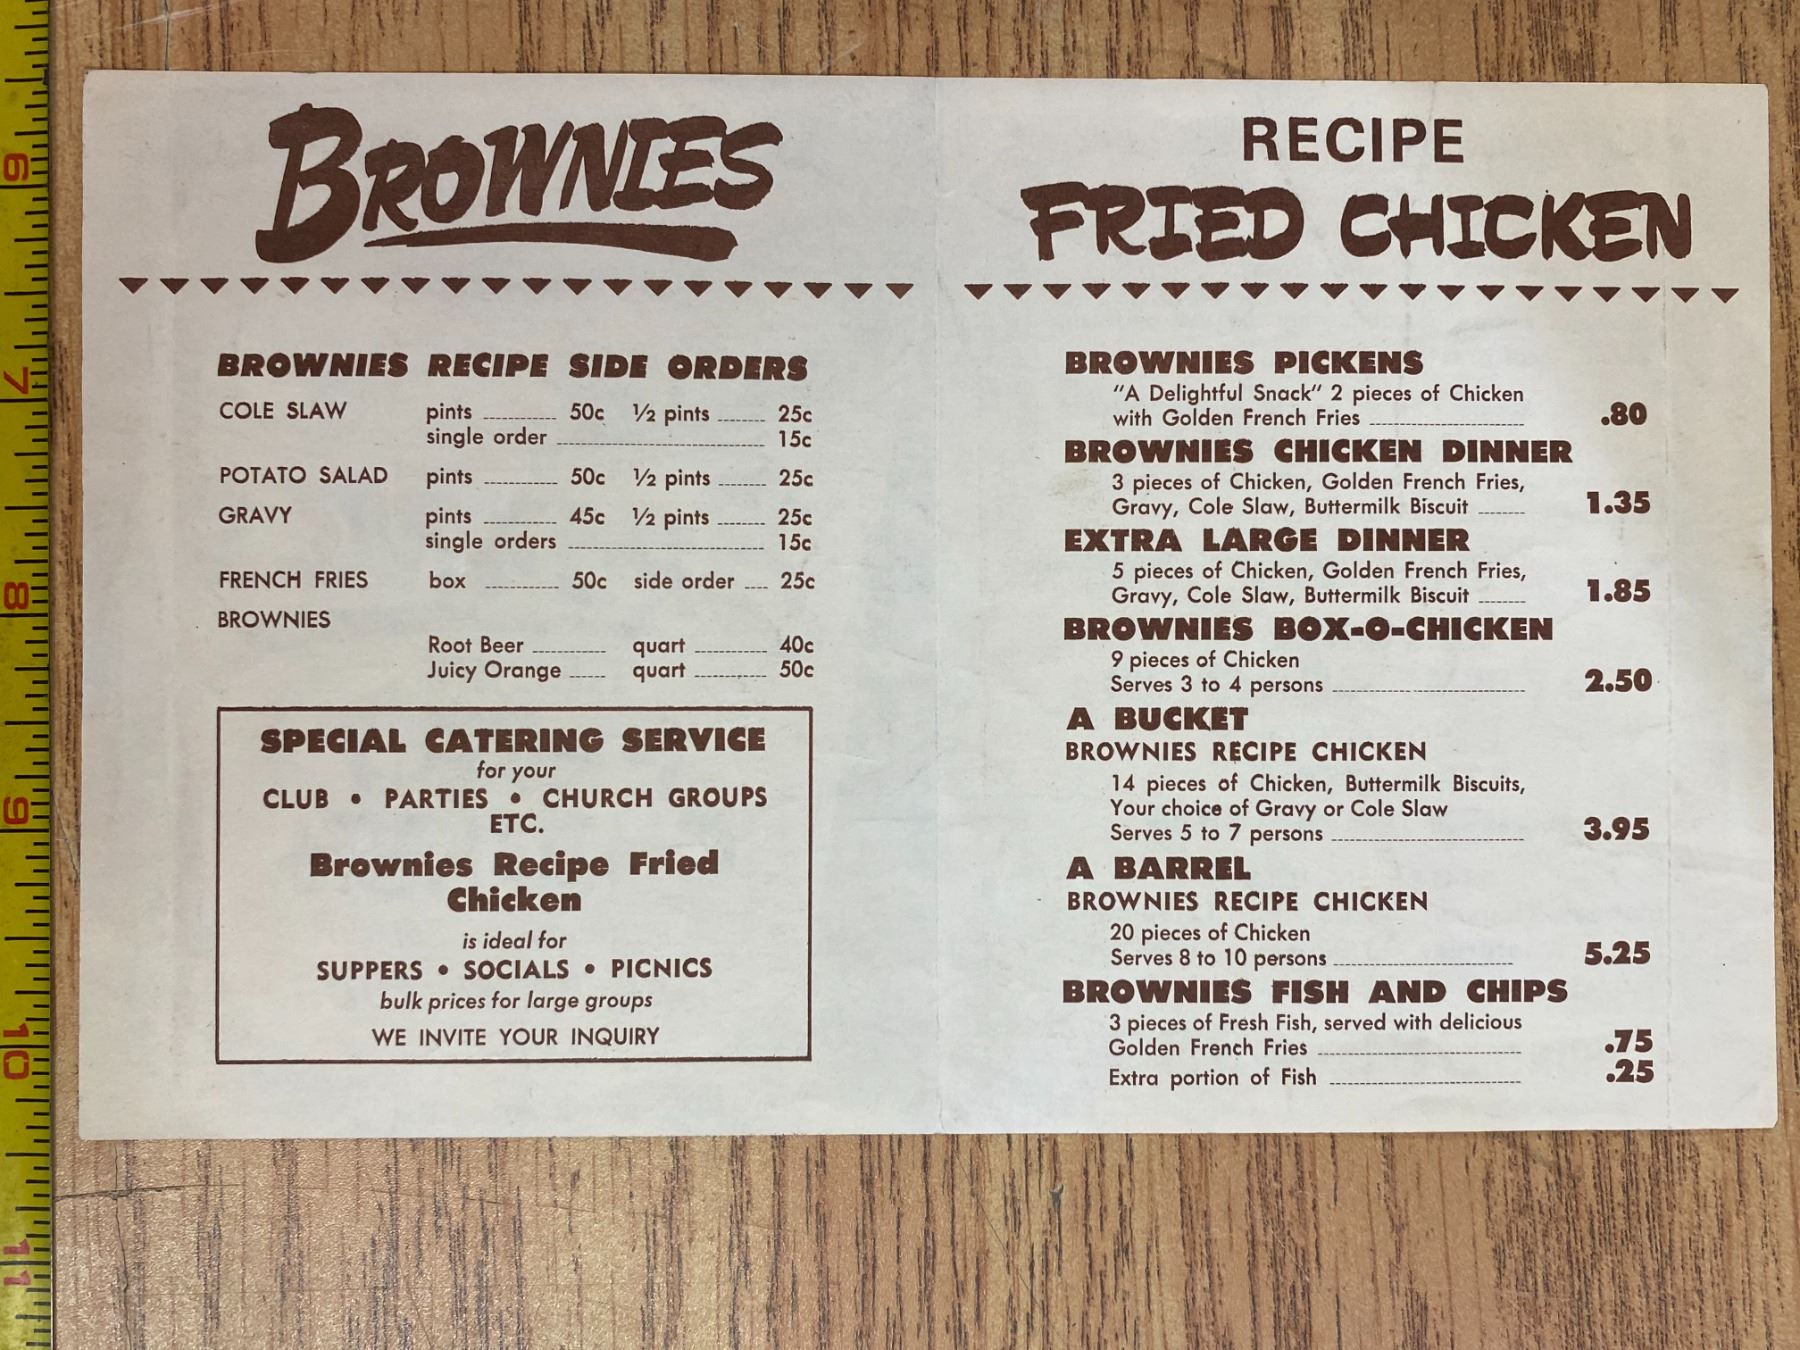 BROWNIES
BROWNIES RECIPE SIDE ORDERS
COLE SLAW pints 50c ½ pints 25c
single order 15c
POTATO SALAD pints 50c ½ pints 25c
GRAVY pints 45c ½ pints 25c
single orders 15c
FRENCH FRIES box 50c side order 25c
BROWNIES
Root Beer quart 40c
Juicy Orange quart 50c
SPECIAL CATERING SERVICE
for your
CLUB • PARTIES • CHURCH GROUPS
ETC.
Brownies Recipe Fried
Chicken
is ideal for
SUPPERS • SOCIALS • PICNICS
bulk prices for large groups
WE INVITE YOUR INQUIRY
RECIPE
FRIED CHICKEN
BROWNIES PICKENS
"A Delightful Snack" 2 pieces of Chicken
with Golden French Fries .80
BROWNIES CHICKEN DINNER
3 pieces of Chicken, Golden French Fries,
Gravy, Cole Slaw, Buttermilk Biscuit 1.35
EXTRA LARGE DINNER
5 pieces of Chicken, Golden French Fries,
Gravy, Cole Slaw, Buttermilk Biscuit 1.85
BROWNIES BOX-O-CHICKEN
9 pieces of Chicken
Serves 3 to 4 persons 2.50
A BUCKET
BROWNIES RECIPE CHICKEN
14 pieces of Chicken, Buttermilk Biscuits,
Your choice of Gravy or Cole Slaw
Serves 5 to 7 persons 3.95
A BARREL
BROWNIES RECIPE CHICKEN
20 pieces of Chicken
Serves 8 to 10 persons 5.25
BROWNIES FISH AND CHIPS
3 pieces of Fresh Fish, served with delicious
Golden French Fries .75
Extra portion of Fish .25
6
7
8
9
10
11